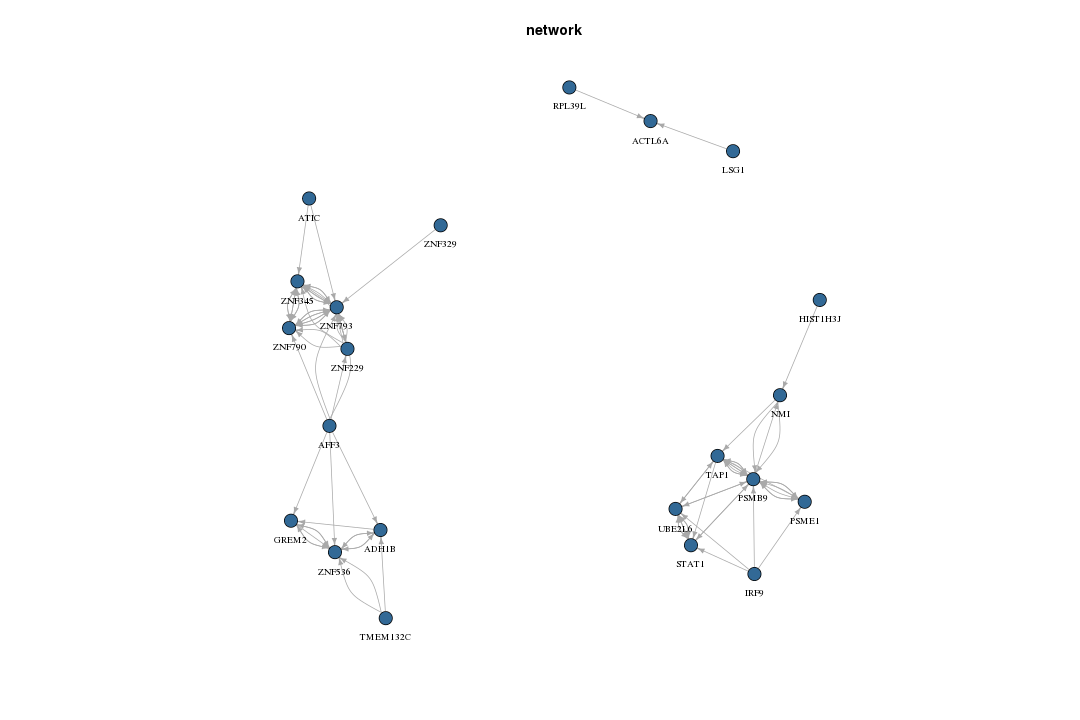 network
RPL39L
ACTL6A
LSG1
ATIC
ZNF329
ZNF345
HIST1H3J
ZNF793
ZNF790
ZNF229
NMI
AFF3
TAP1
PSMB9
PSME1
UBE2L6
GREM2
ADH1B
STAT1
ZNF536
IRF9
TMEM132C